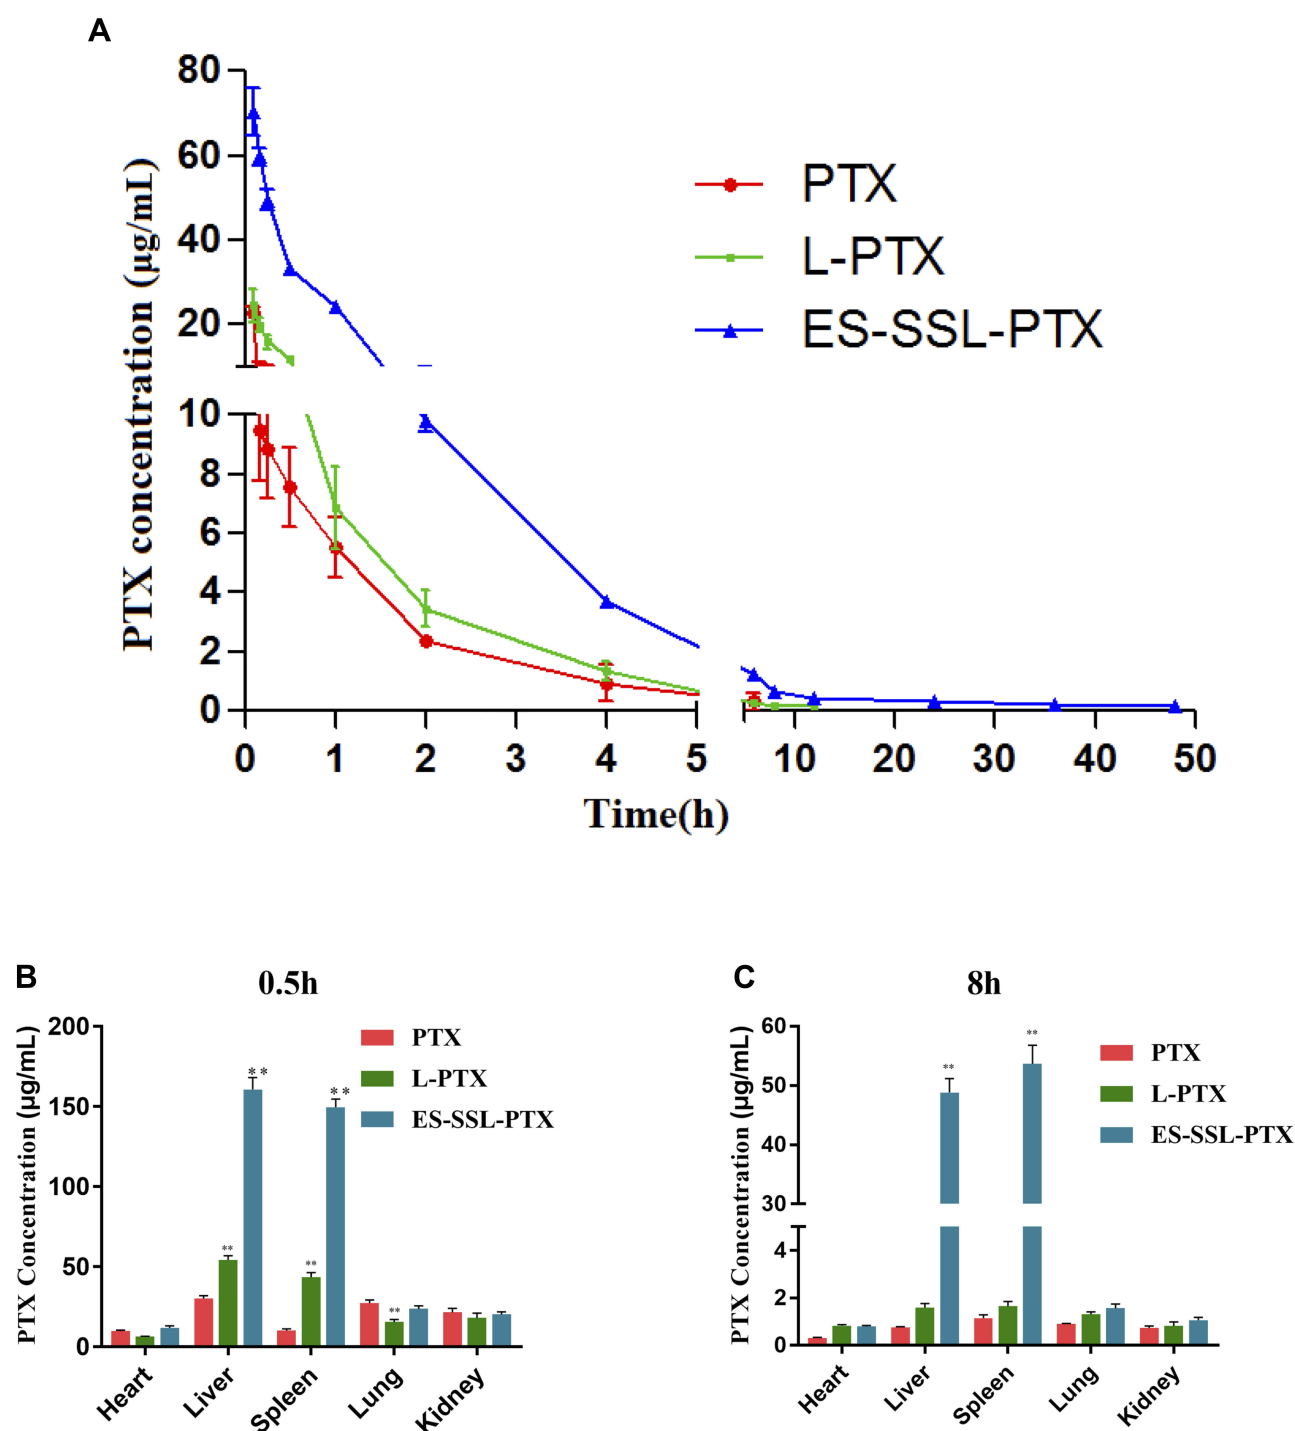 A
80
60
40
20
10
8
6
4
2
0
PTX concentration (µg/mL)
PTX
L-PTX
ES-SSL-PTX
0 1 2 3 4 5 10 20 30 40 50
Time(h)
B
0.5h
200
150
100
50
0
PTX Concentration (µg/mL)
PTX
L-PTX
ES-SSL-PTX
** ** ** ** **
Heart Liver Spleen Lung Kidney
C
8h
60
50
40
30
4
2
0
PTX Concentration (µg/mL)
PTX
L-PTX
ES-SSL-PTX
** **
Heart Liver Spleen Lung Kidney